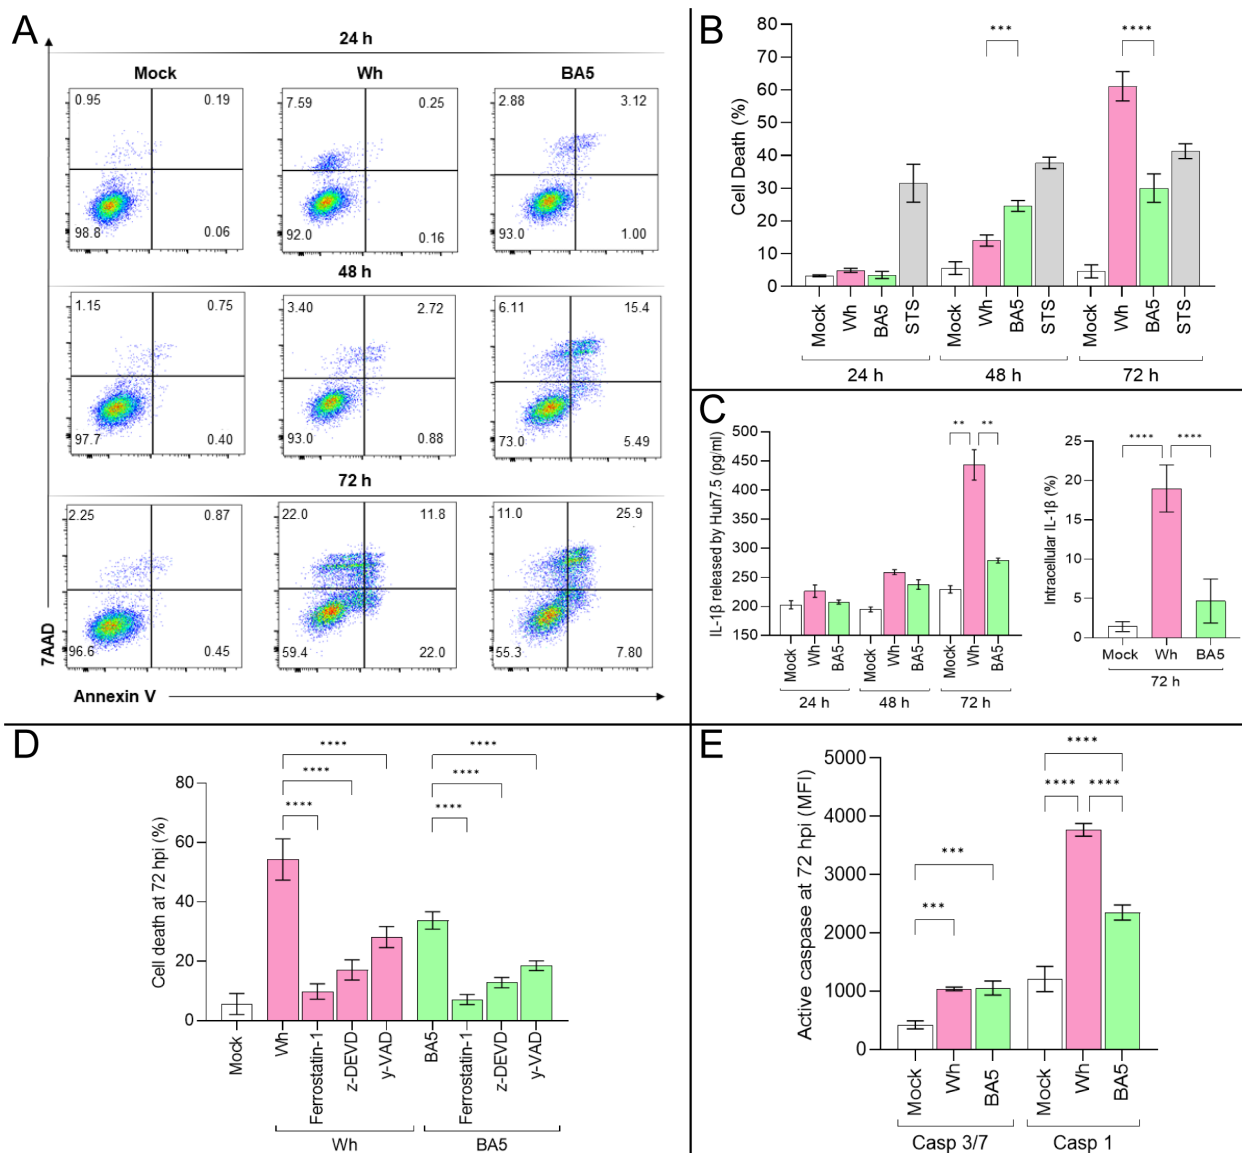 A
24 h
Mock
Wh
BA5
0.95
0.19
98.8
0.06
7.59
0.25
92.0
0.16
2.88
3.12
93.0
1.00
48 h
1.15
0.75
97.7
0.40
3.40
2.72
93.0
0.88
6.11
15.4
73.0
5.49
72 h
2.25
0.87
96.6
0.45
22.0
11.8
59.4
22.0
11.0
25.9
55.3
7.80
7AAD
Annexin V
B
Cell Death (%)
80
70
60
50
40
30
20
10
0
***
****
Mock
Wh
BA5
STS
Mock
Wh
BA5
STS
Mock
Wh
BA5
STS
24 h
48 h
72 h
C
IL-1β released by Huh7.5 (pg/ml)
500
450
400
350
300
250
200
150
**
**
Mock
Wh
BA5
Mock
Wh
BA5
Mock
Wh
BA5
24 h
48 h
72 h
Intracellular IL-1β (%)
25
20
15
10
5
0
****
****
Mock
Wh
BA5
72 h
D
Cell death at 72 hpi (%)
80
60
40
20
0
****
****
****
****
****
****
Mock
Wh
Ferrostatin-1
z-DEVD
y-VAD
BA5
Ferrostatin-1
z-DEVD
y-VAD
Wh
BA5
E
Active caspase at 72 hpi (MFI)
5000
4000
3000
2000
1000
0
***
***
****
****
****
Mock
Wh
BA5
Mock
Wh
BA5
Casp 3/7
Casp 1